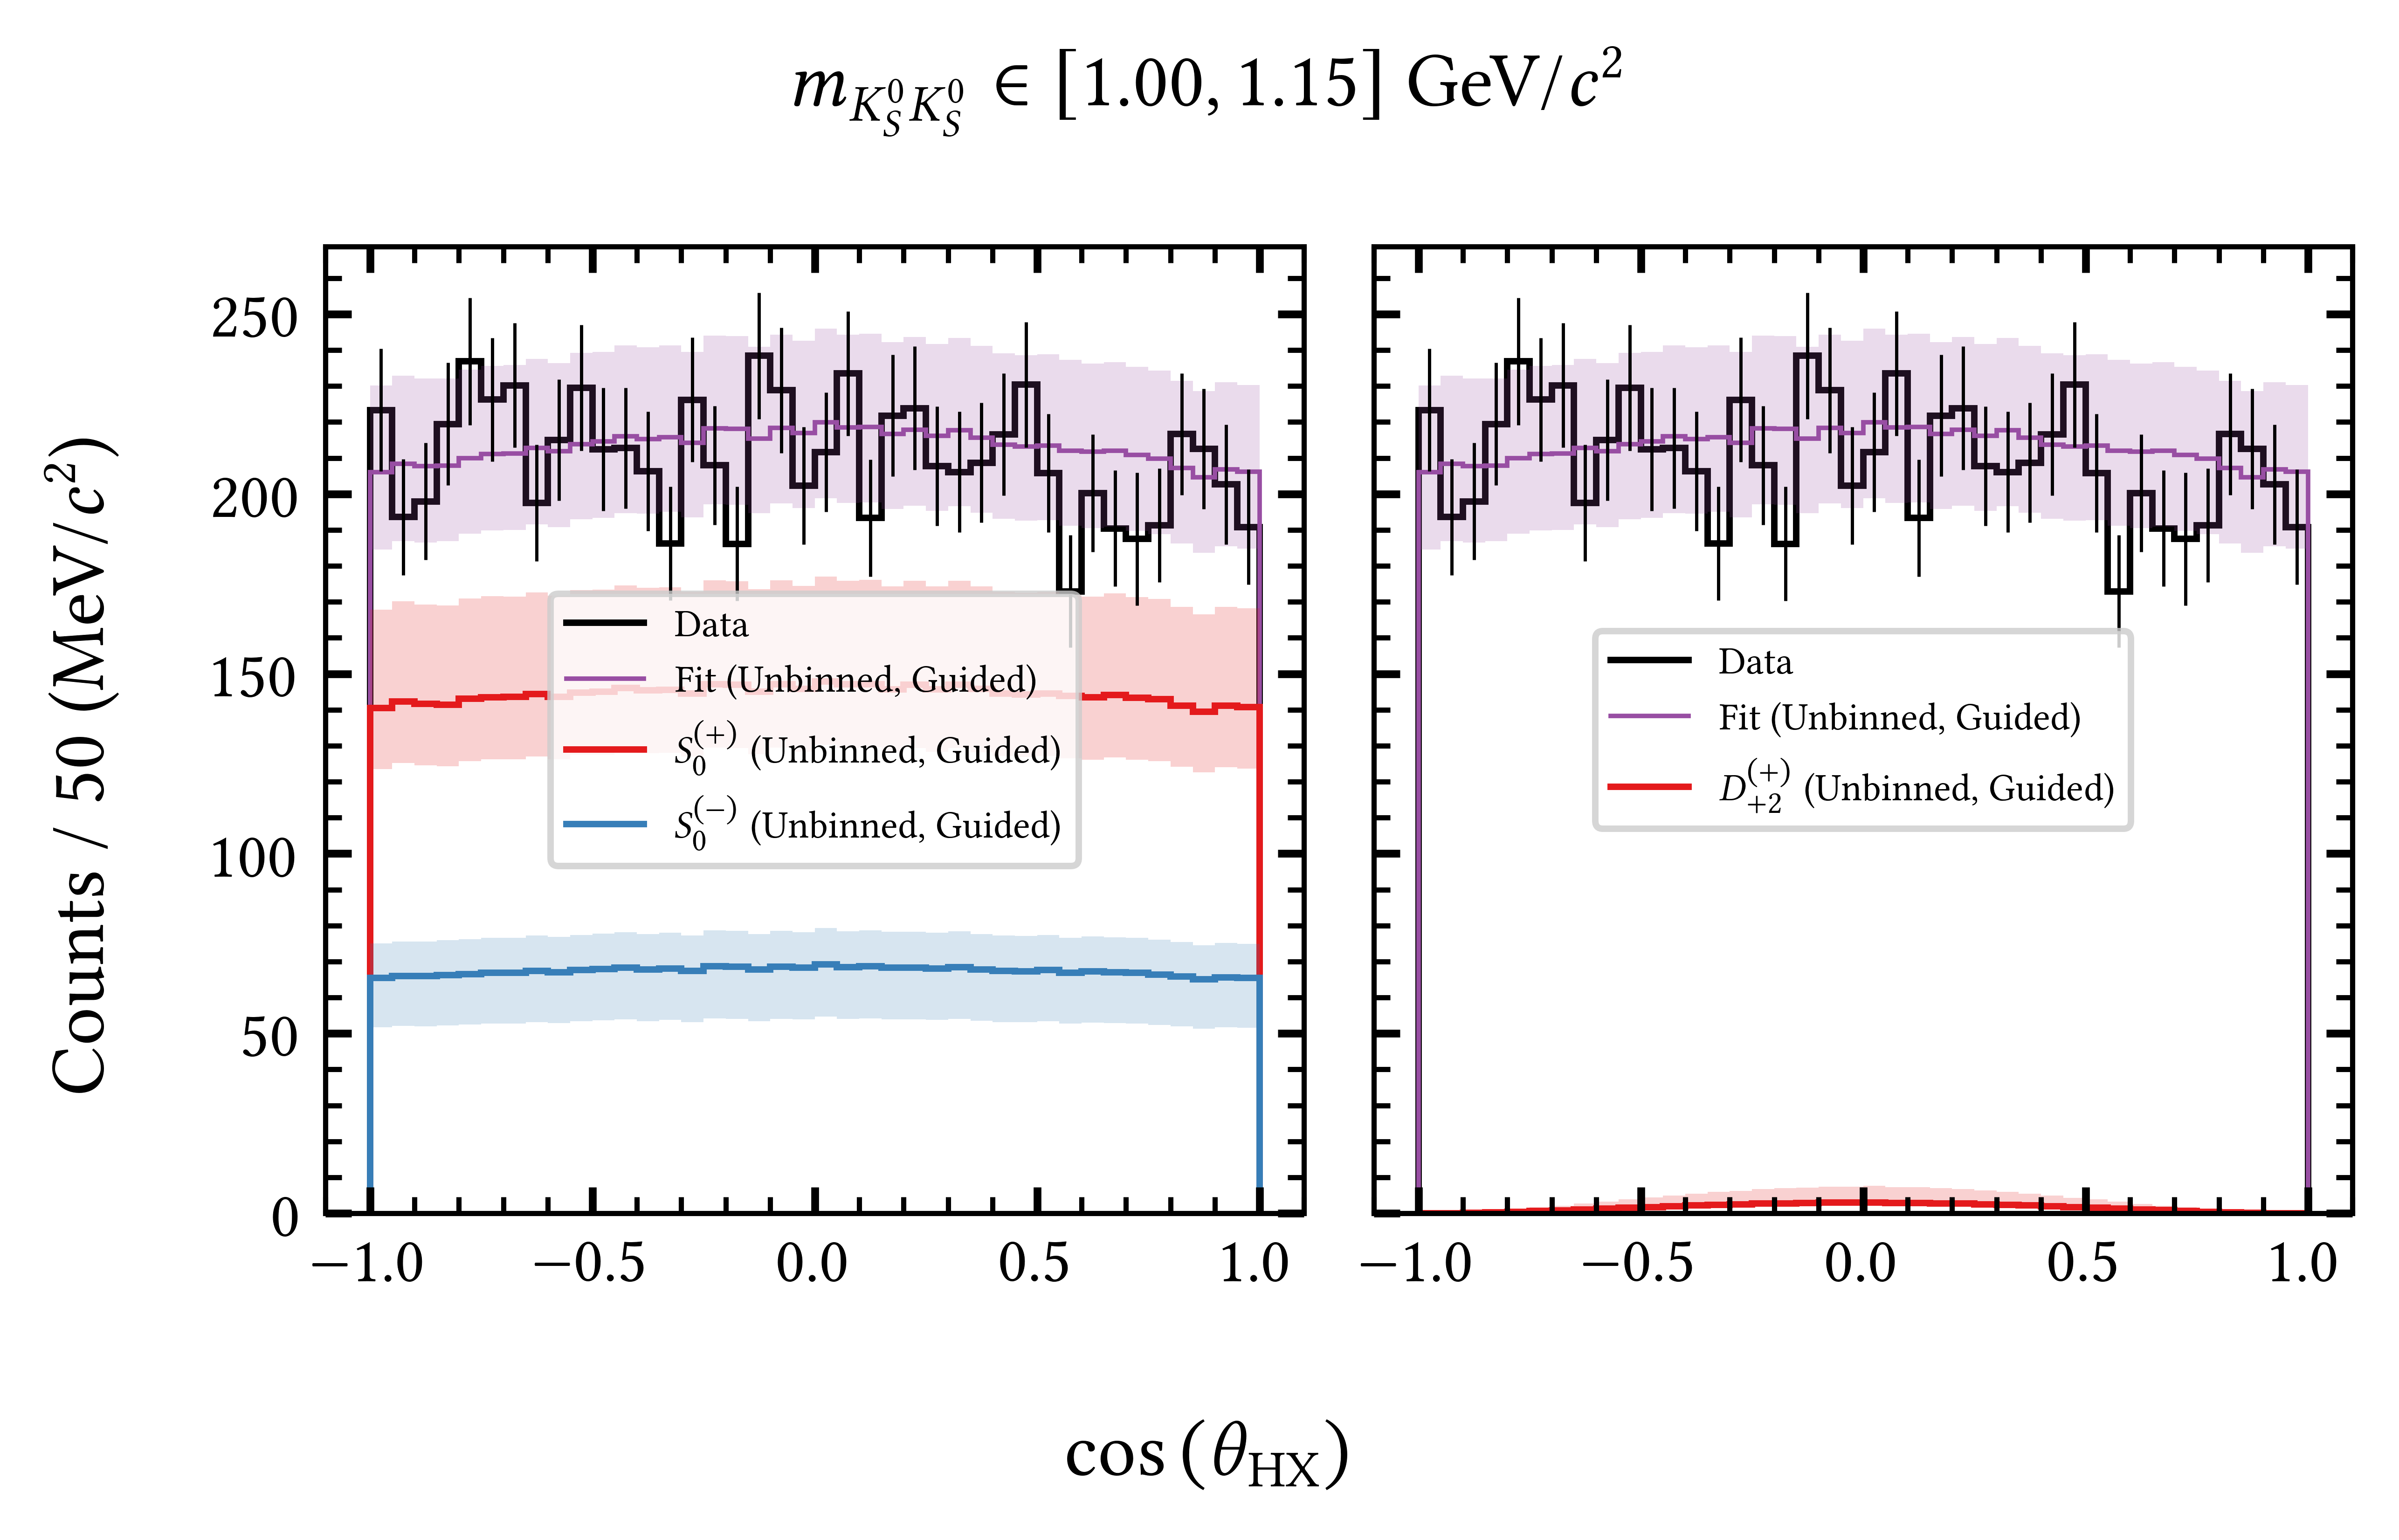 m_{K_S^0 K_S^0} ∈ [1.00, 1.15] GeV/c²
Counts / 50 (MeV/c²)
250
200
150
100
50
0
Data
Fit (Unbinned, Guided)
S_0^{(+)} (Unbinned, Guided)
S_0^{(−)} (Unbinned, Guided)
−1.0 −0.5 0.0 0.5 1.0
Data
Fit (Unbinned, Guided)
D_{+2}^{(+)} (Unbinned, Guided)
−1.0 −0.5 0.0 0.5 1.0
cos (θ_{HX})